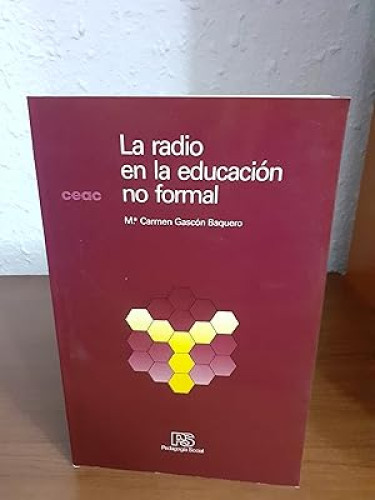 La radio
en la educación
no formal
ceac
Mª Carmen Gascón Baquero
PS
Pedagogía Social